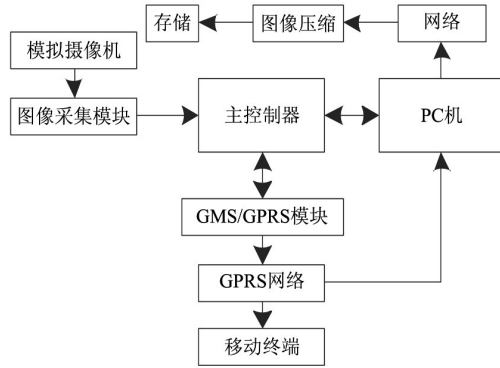 存储
图像压缩
网络
模拟摄像机
图像采集模块
主控制器
PC机
GMS/GPRS模块
GPRS网络
移动终端